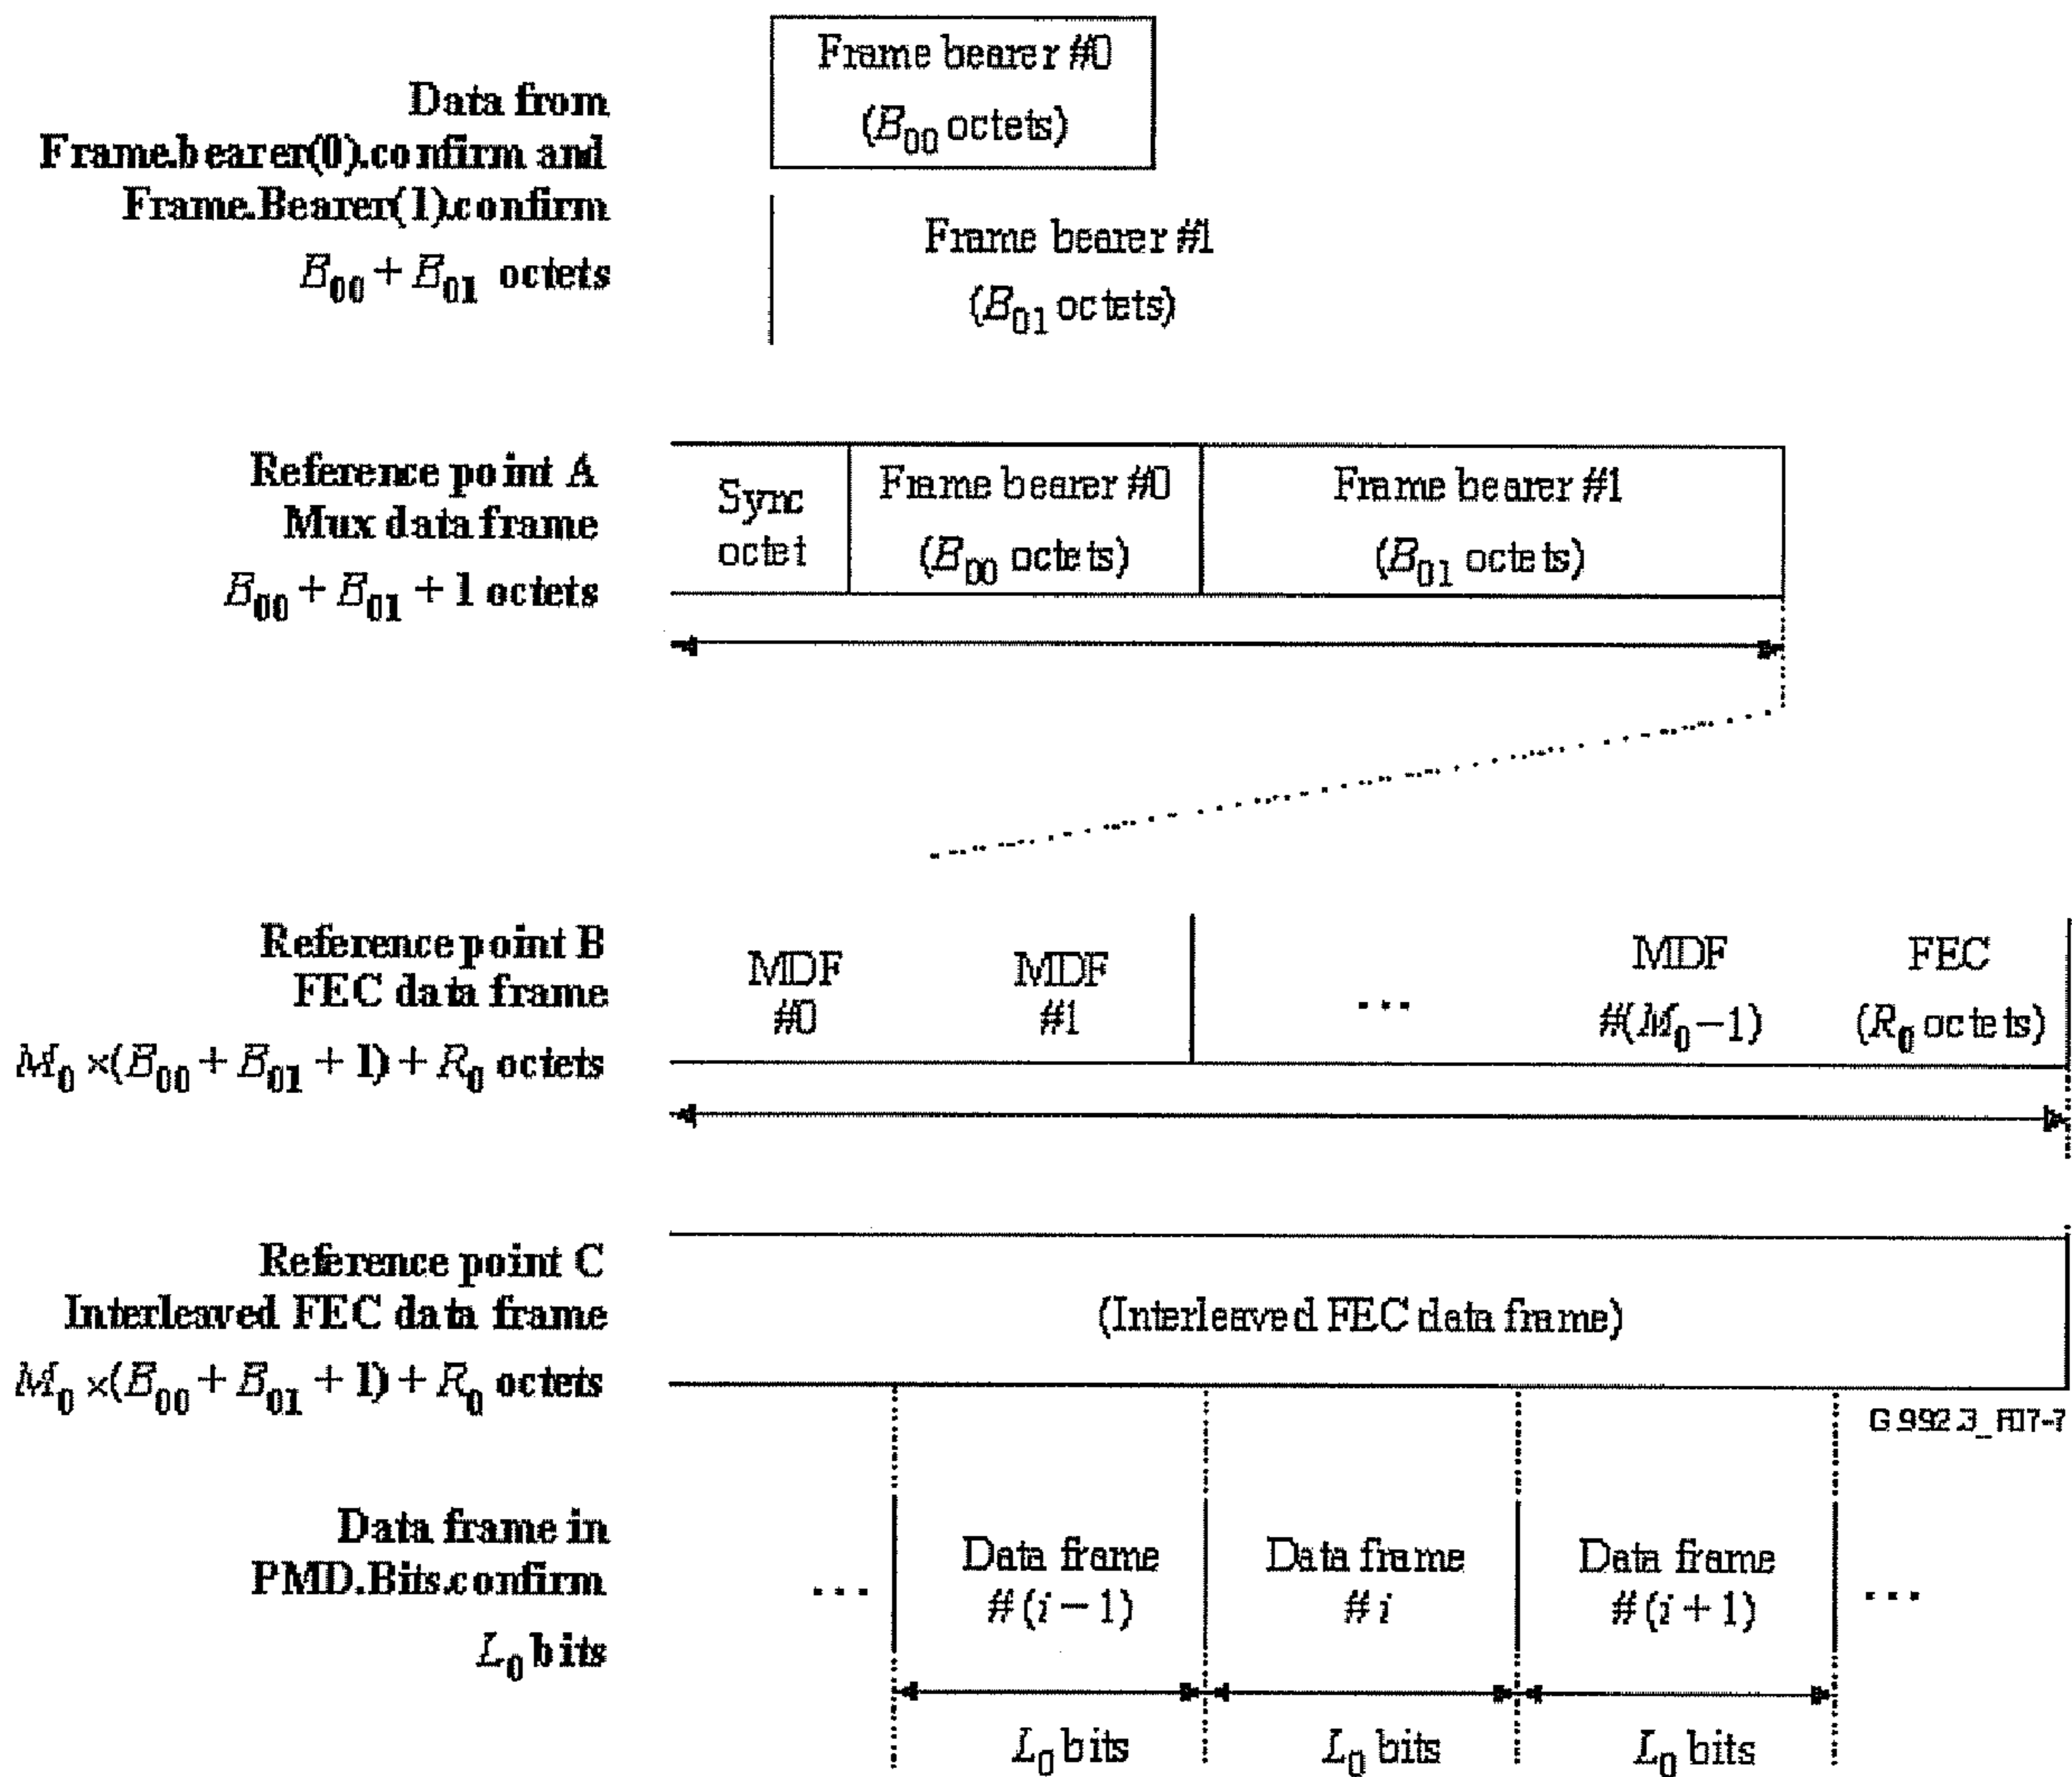 Data from
Frame.bearer(0).confirm and
Frame.Bearer(1).confirm
B00 + B01 octets
Frame bearer #0
(B00 octets)
Frame bearer #1
(B01 octets)
Reference point A
Mux data frame
B00 + B01 + 1 octets
Sync
octet
Frame bearer #0
(B00 octets)
Frame bearer #1
(B01 octets)
Reference point B
FEC data frame
M0 ×(B00 + B01 + 1) + R0 octets
MDF
#0
MDF
#1
...
MDF
#(M0−1)
FEC
(R0 octets)
Reference point C
Interleaved FEC data frame
M0 ×(B00 + B01 + 1) + R0 octets
(Interleaved FEC data frame)
G.992.3_F07-7
Data frame in
PMD.Bits.confirm
L0 bits
...
Data frame
#(i − 1)
Data frame
#i
Data frame
#(i + 1)
...
L0 bits
L0 bits
L0 bits